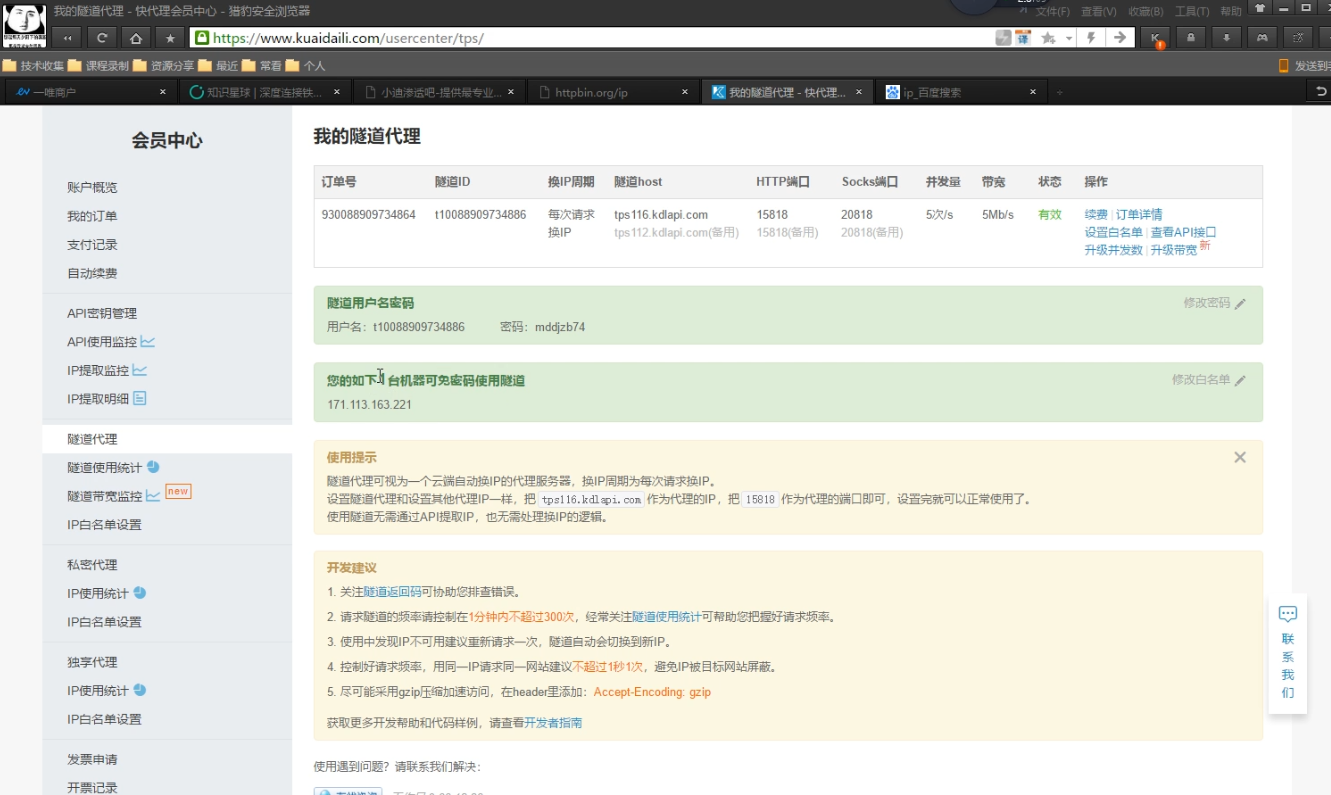 我的隧道代理 - 快代理会员中心 - 猎豹安全浏览器
文件(F) 查看(V) 收藏(B) 工具(T) 帮助
https://www.kuaidaili.com/usercenter/tps/
译
技术收集 课程录制 资源分享 最近 常看 个人 发送到手
一唯商户 知识星球 | 深度连接铁... 小迪渗透吧-提供最专业... httpbin.org/ip 我的隧道代理 - 快代理... ip_百度搜索
会员中心
账户概览
我的订单
支付记录
自动续费
API密钥管理
API使用监控
IP提取监控
IP提取明细
隧道代理
隧道使用统计
隧道带宽监控 new
IP白名单设置
私密代理
IP使用统计
IP白名单设置
独享代理
IP使用统计
IP白名单设置
发票申请
开票记录
我的隧道代理
订单号 隧道ID 换IP周期 隧道host HTTP端口 Socks端口 并发量 带宽 状态 操作
930088909734864 t10088909734886 每次请求 tps116.kdlapi.com 15818 20818 5次/s 5Mb/s 有效 续费 | 订单详情
换IP tps112.kdlapi.com(备用) 15818(备用) 20818(备用) 设置白名单 | 查看API接口
升级并发数 | 升级带宽 新
隧道用户名密码 修改密码
用户名: t10088909734886 密码: mddjzb74
您的如下1台机器可免密码使用隧道 修改白名单
171.113.163.221
使用提示
隧道代理可视为一个云端自动换IP的代理服务器，换IP周期为每次请求换IP。
设置隧道代理和设置其他代理IP一样，把 tps116.kdlapi.com 作为代理的IP，把 15818 作为代理的端口即可，设置完就可以正常使用了。
使用隧道无需通过API提取IP，也无需处理换IP的逻辑。
开发建议
1. 关注隧道返回码可协助您排查错误。
2. 请求隧道的频率请控制在1分钟内不超过300次，经常关注隧道使用统计可帮助您把握好请求频率。
3. 使用中发现IP不可用建议重新请求一次，隧道自动会切换到新IP。
4. 控制好请求频率，用同一IP请求同一网站建议不超过1秒1次，避免IP被目标网站屏蔽。
5. 尽可能采用gzip压缩加速访问，在header里添加: Accept-Encoding: gzip
获取更多开发帮助和代码样例，请查看开发者指南
使用遇到问题？请联系我们解决:
联
系
我
们